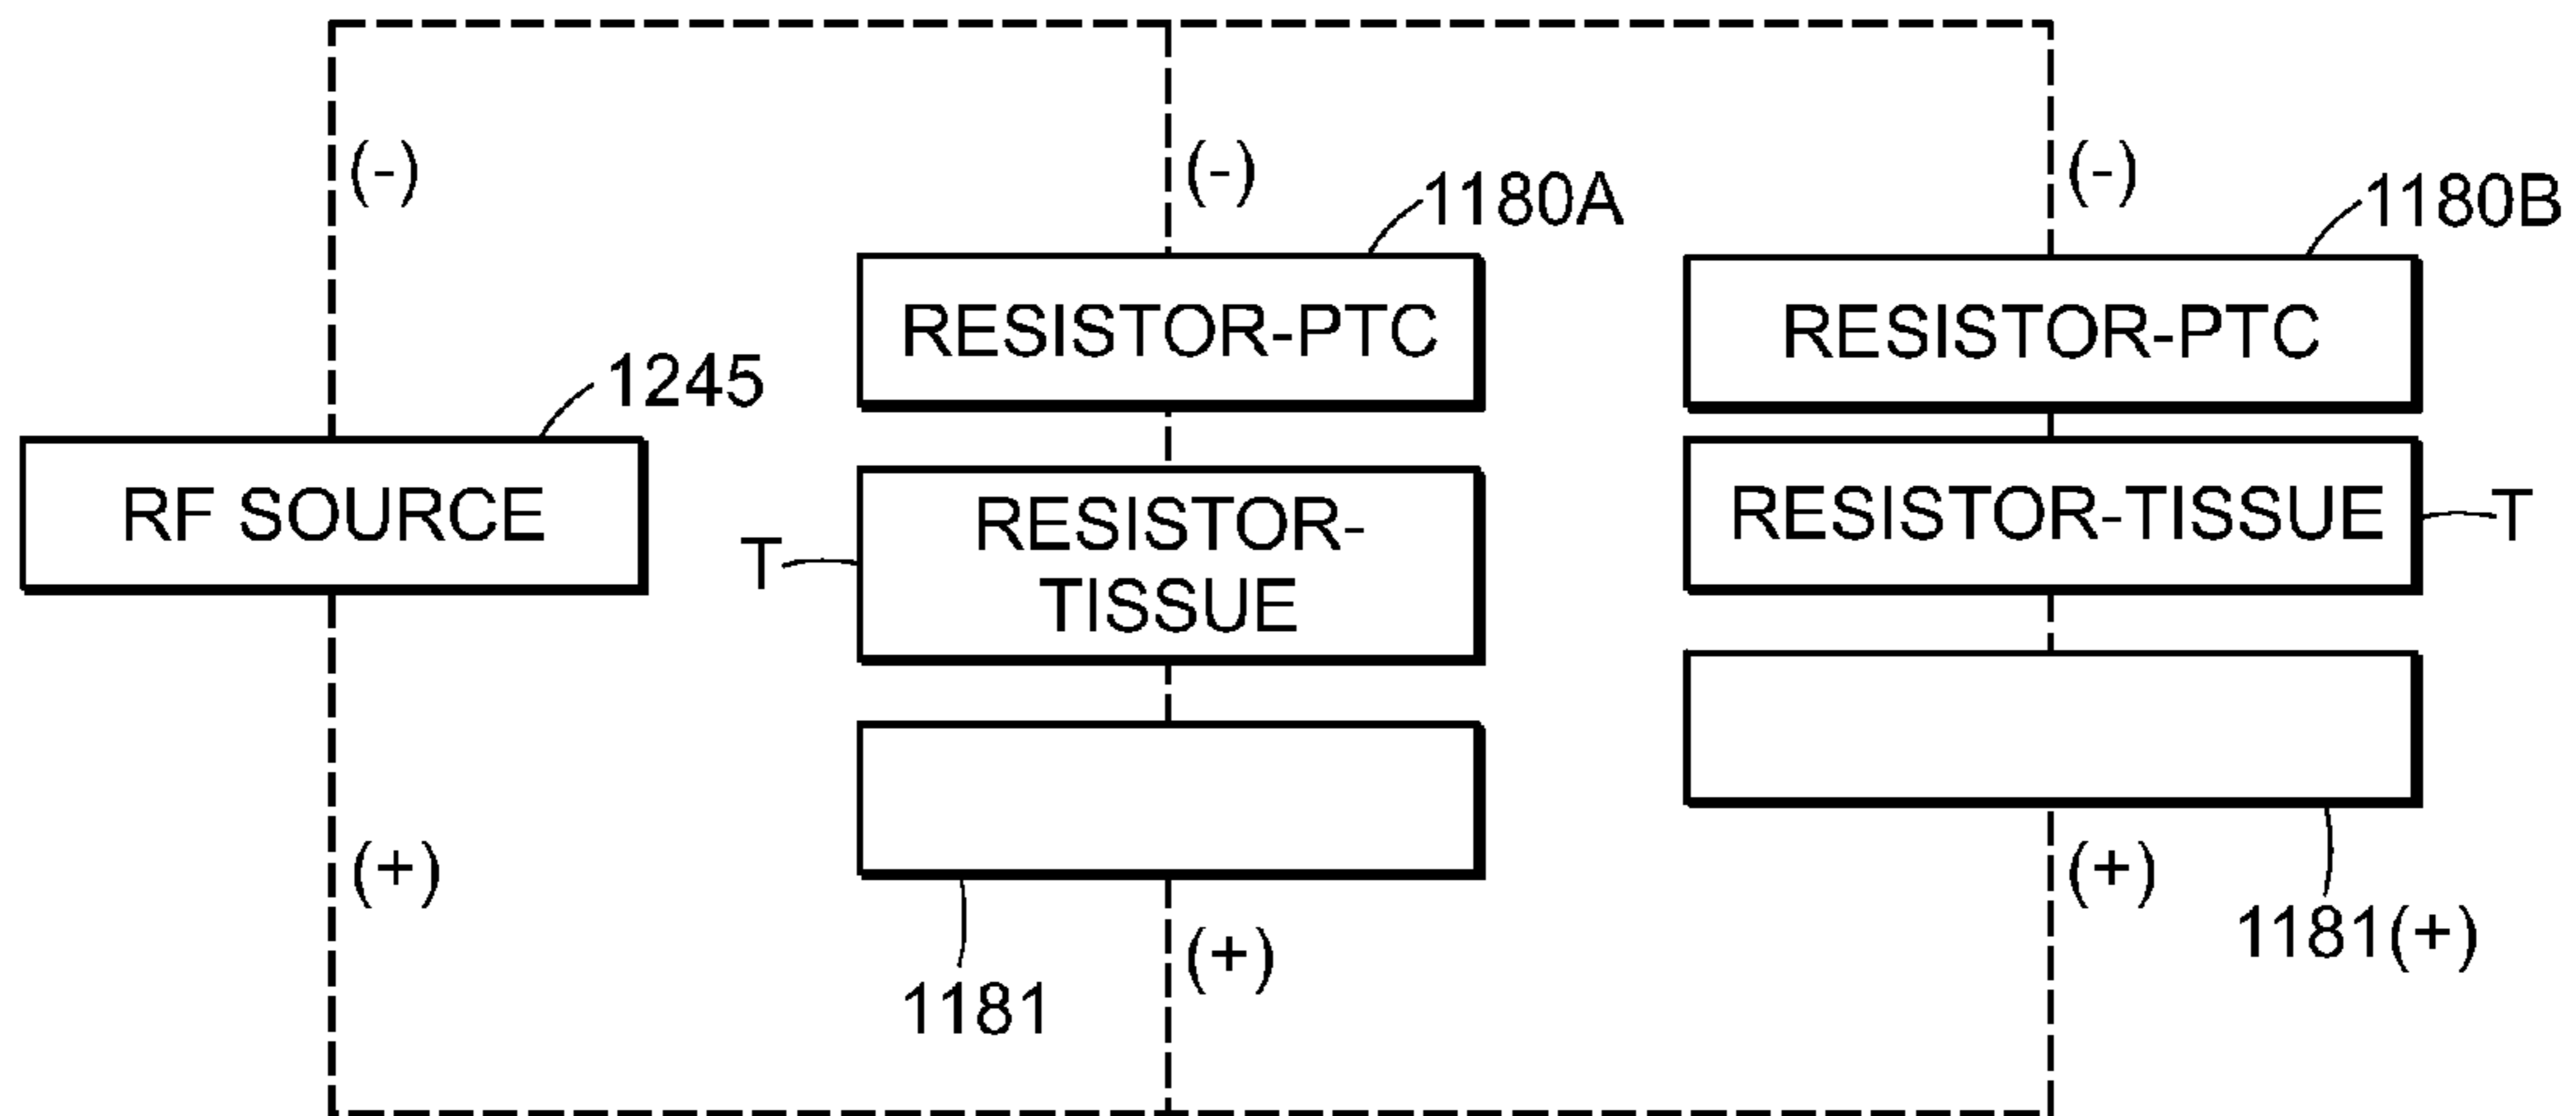 (-)
(-)
(-)
1180A
1180B
RESISTOR-PTC
RESISTOR-PTC
1245
RF SOURCE
RESISTOR-
TISSUE
T
RESISTOR-TISSUE
T
(+)
(+)
(+)
1181
1181(+)